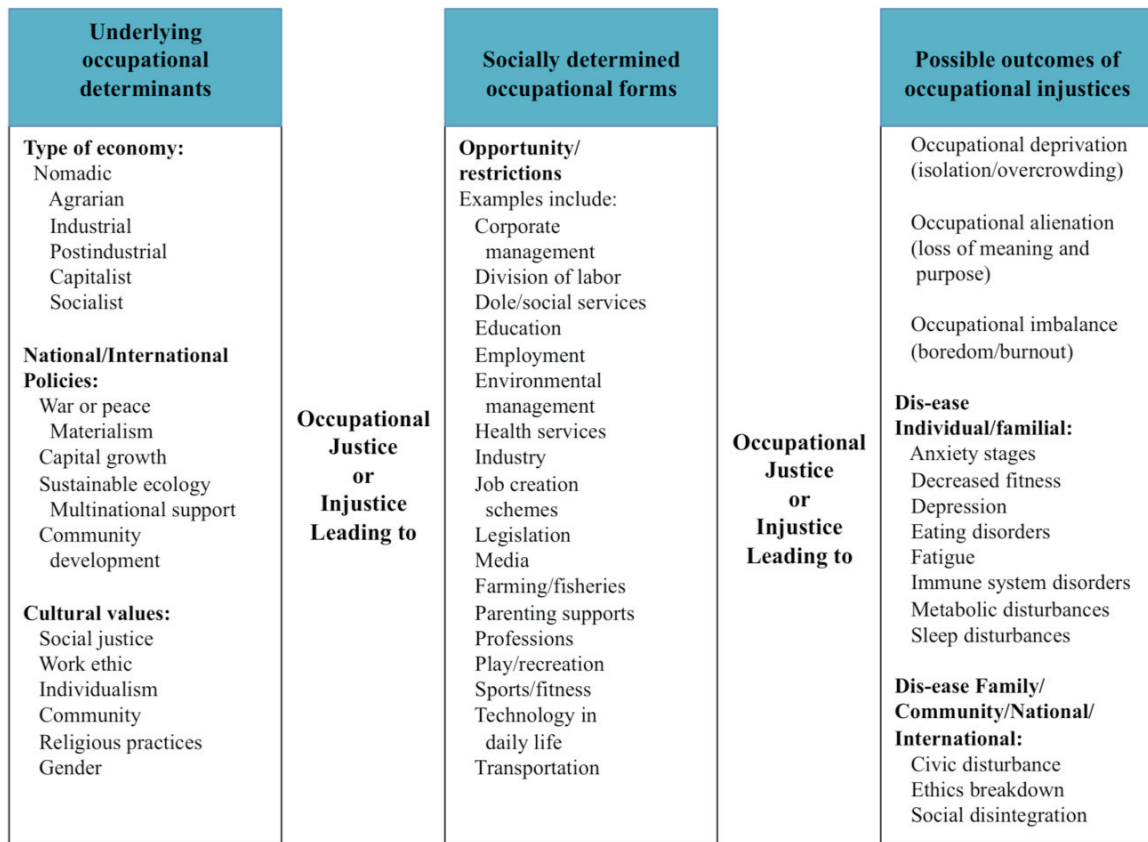 Underlying
occupational
determinants
Type of economy:
Nomadic
Agrarian
Industrial
Postindustrial
Capitalist
Socialist
National/International
Policies:
War or peace
Materialism
Capital growth
Sustainable ecology
Multinational support
Community
development
Cultural values:
Social justice
Work ethic
Individualism
Community
Religious practices
Gender
Occupational
Justice
or
Injustice
Leading to
Socially determined
occupational forms
Opportunity/
restrictions
Examples include:
Corporate
management
Division of labor
Dole/social services
Education
Employment
Environmental
management
Health services
Industry
Job creation
schemes
Legislation
Media
Farming/fisheries
Parenting supports
Professions
Play/recreation
Sports/fitness
Technology in
daily life
Transportation
Occupational
Justice
or
Injustice
Leading to
Possible outcomes of
occupational injustices
Occupational deprivation
(isolation/overcrowding)
Occupational alienation
(loss of meaning and
purpose)
Occupational imbalance
(boredom/burnout)
Dis-ease
Individual/familial:
Anxiety stages
Decreased fitness
Depression
Eating disorders
Fatigue
Immune system disorders
Metabolic disturbances
Sleep disturbances
Dis-ease Family/
Community/National/
International:
Civic disturbance
Ethics breakdown
Social disintegration